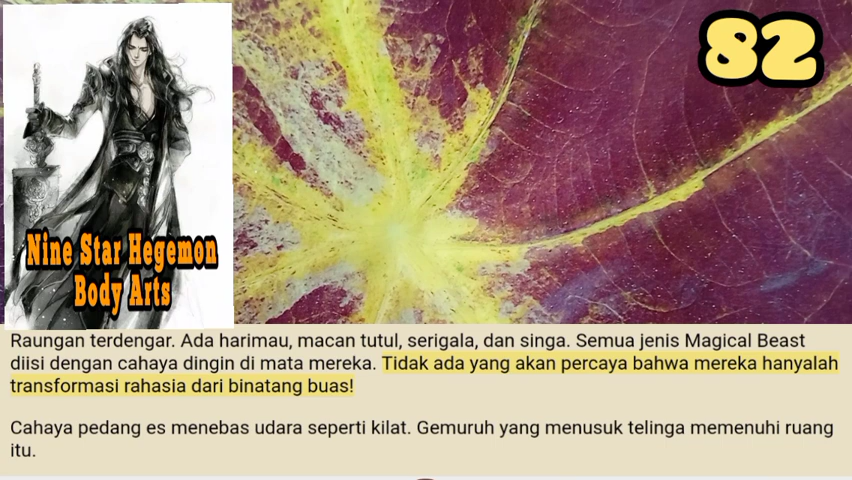 82
Nine Star Hegemon
Body Arts
Raungan terdengar. Ada harimau, macan tutul, serigala, dan singa. Semua jenis Magical Beast
diisi dengan cahaya dingin di mata mereka. Tidak ada yang akan percaya bahwa mereka hanyalah
transformasi rahasia dari binatang buas!
Cahaya pedang es menebas udara seperti kilat. Gemuruh yang menusuk telinga memenuhi ruang
itu.